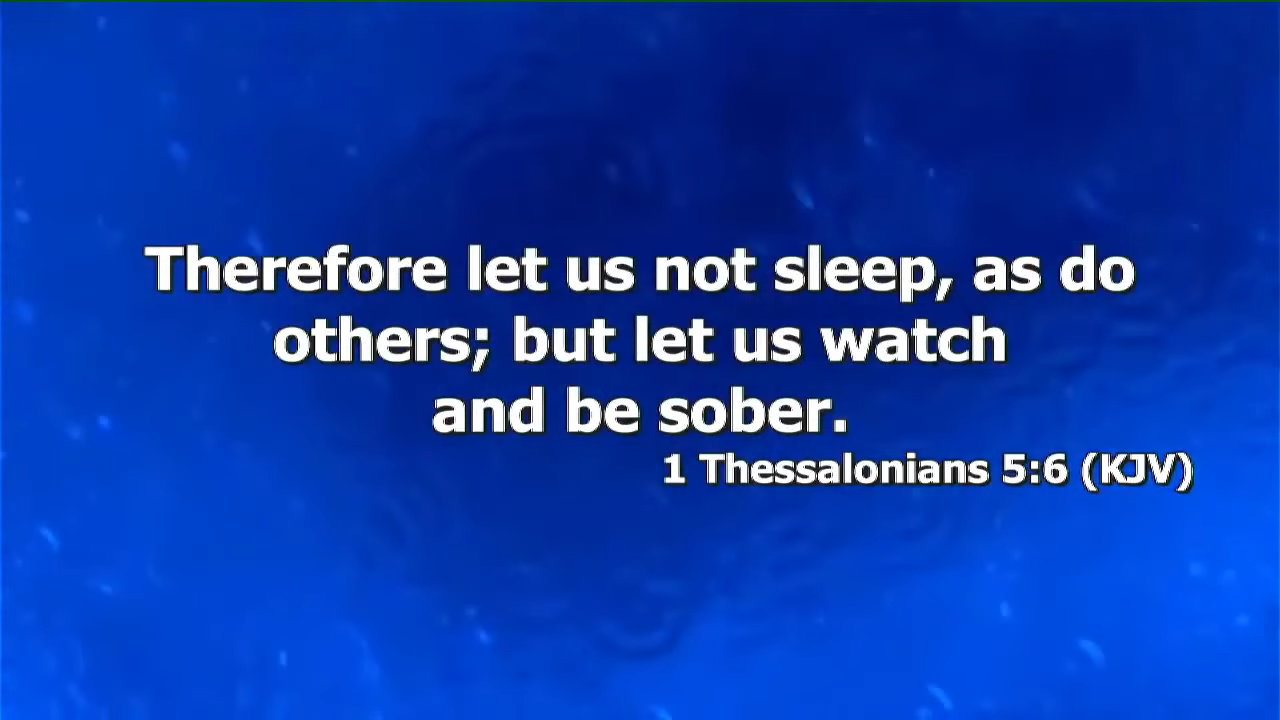 Therefore let us not sleep, as do
others; but let us watch
and be sober.
1 Thessalonians 5:6 (KJV)